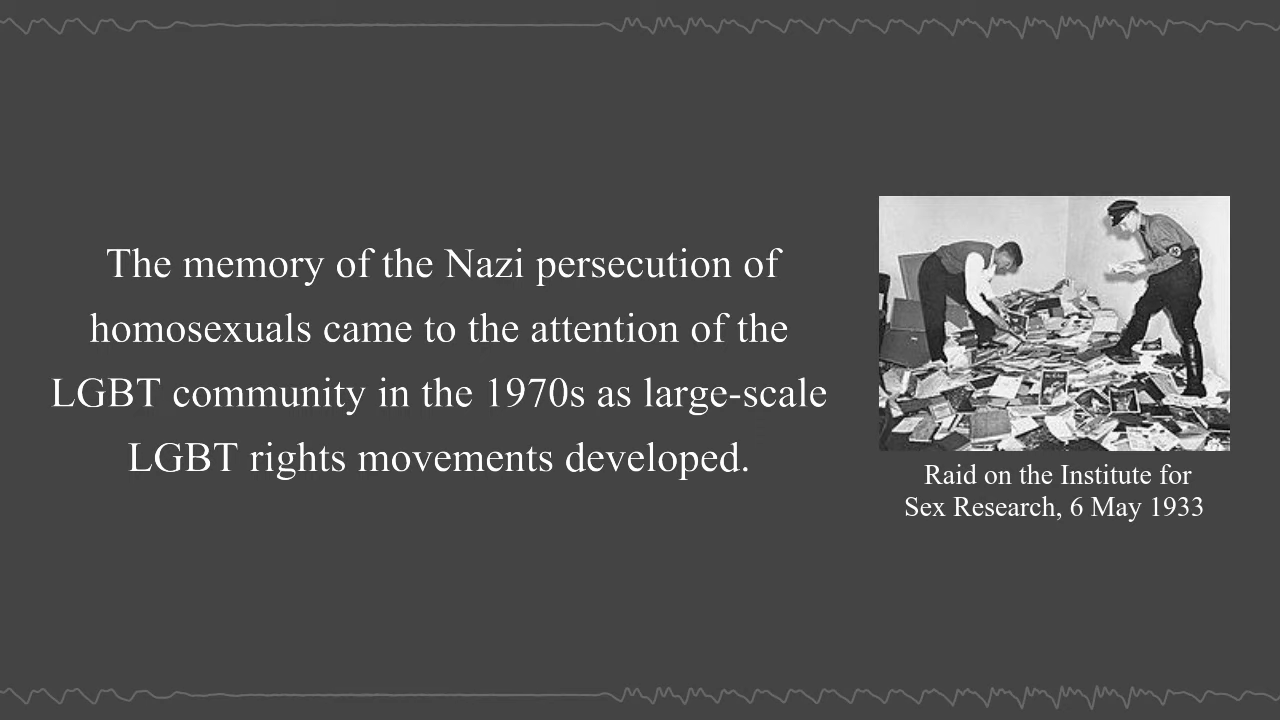 The memory of the Nazi persecution of
homosexuals came to the attention of the
LGBT community in the 1970s as large-scale
LGBT rights movements developed.
Raid on the Institute for
Sex Research, 6 May 1933